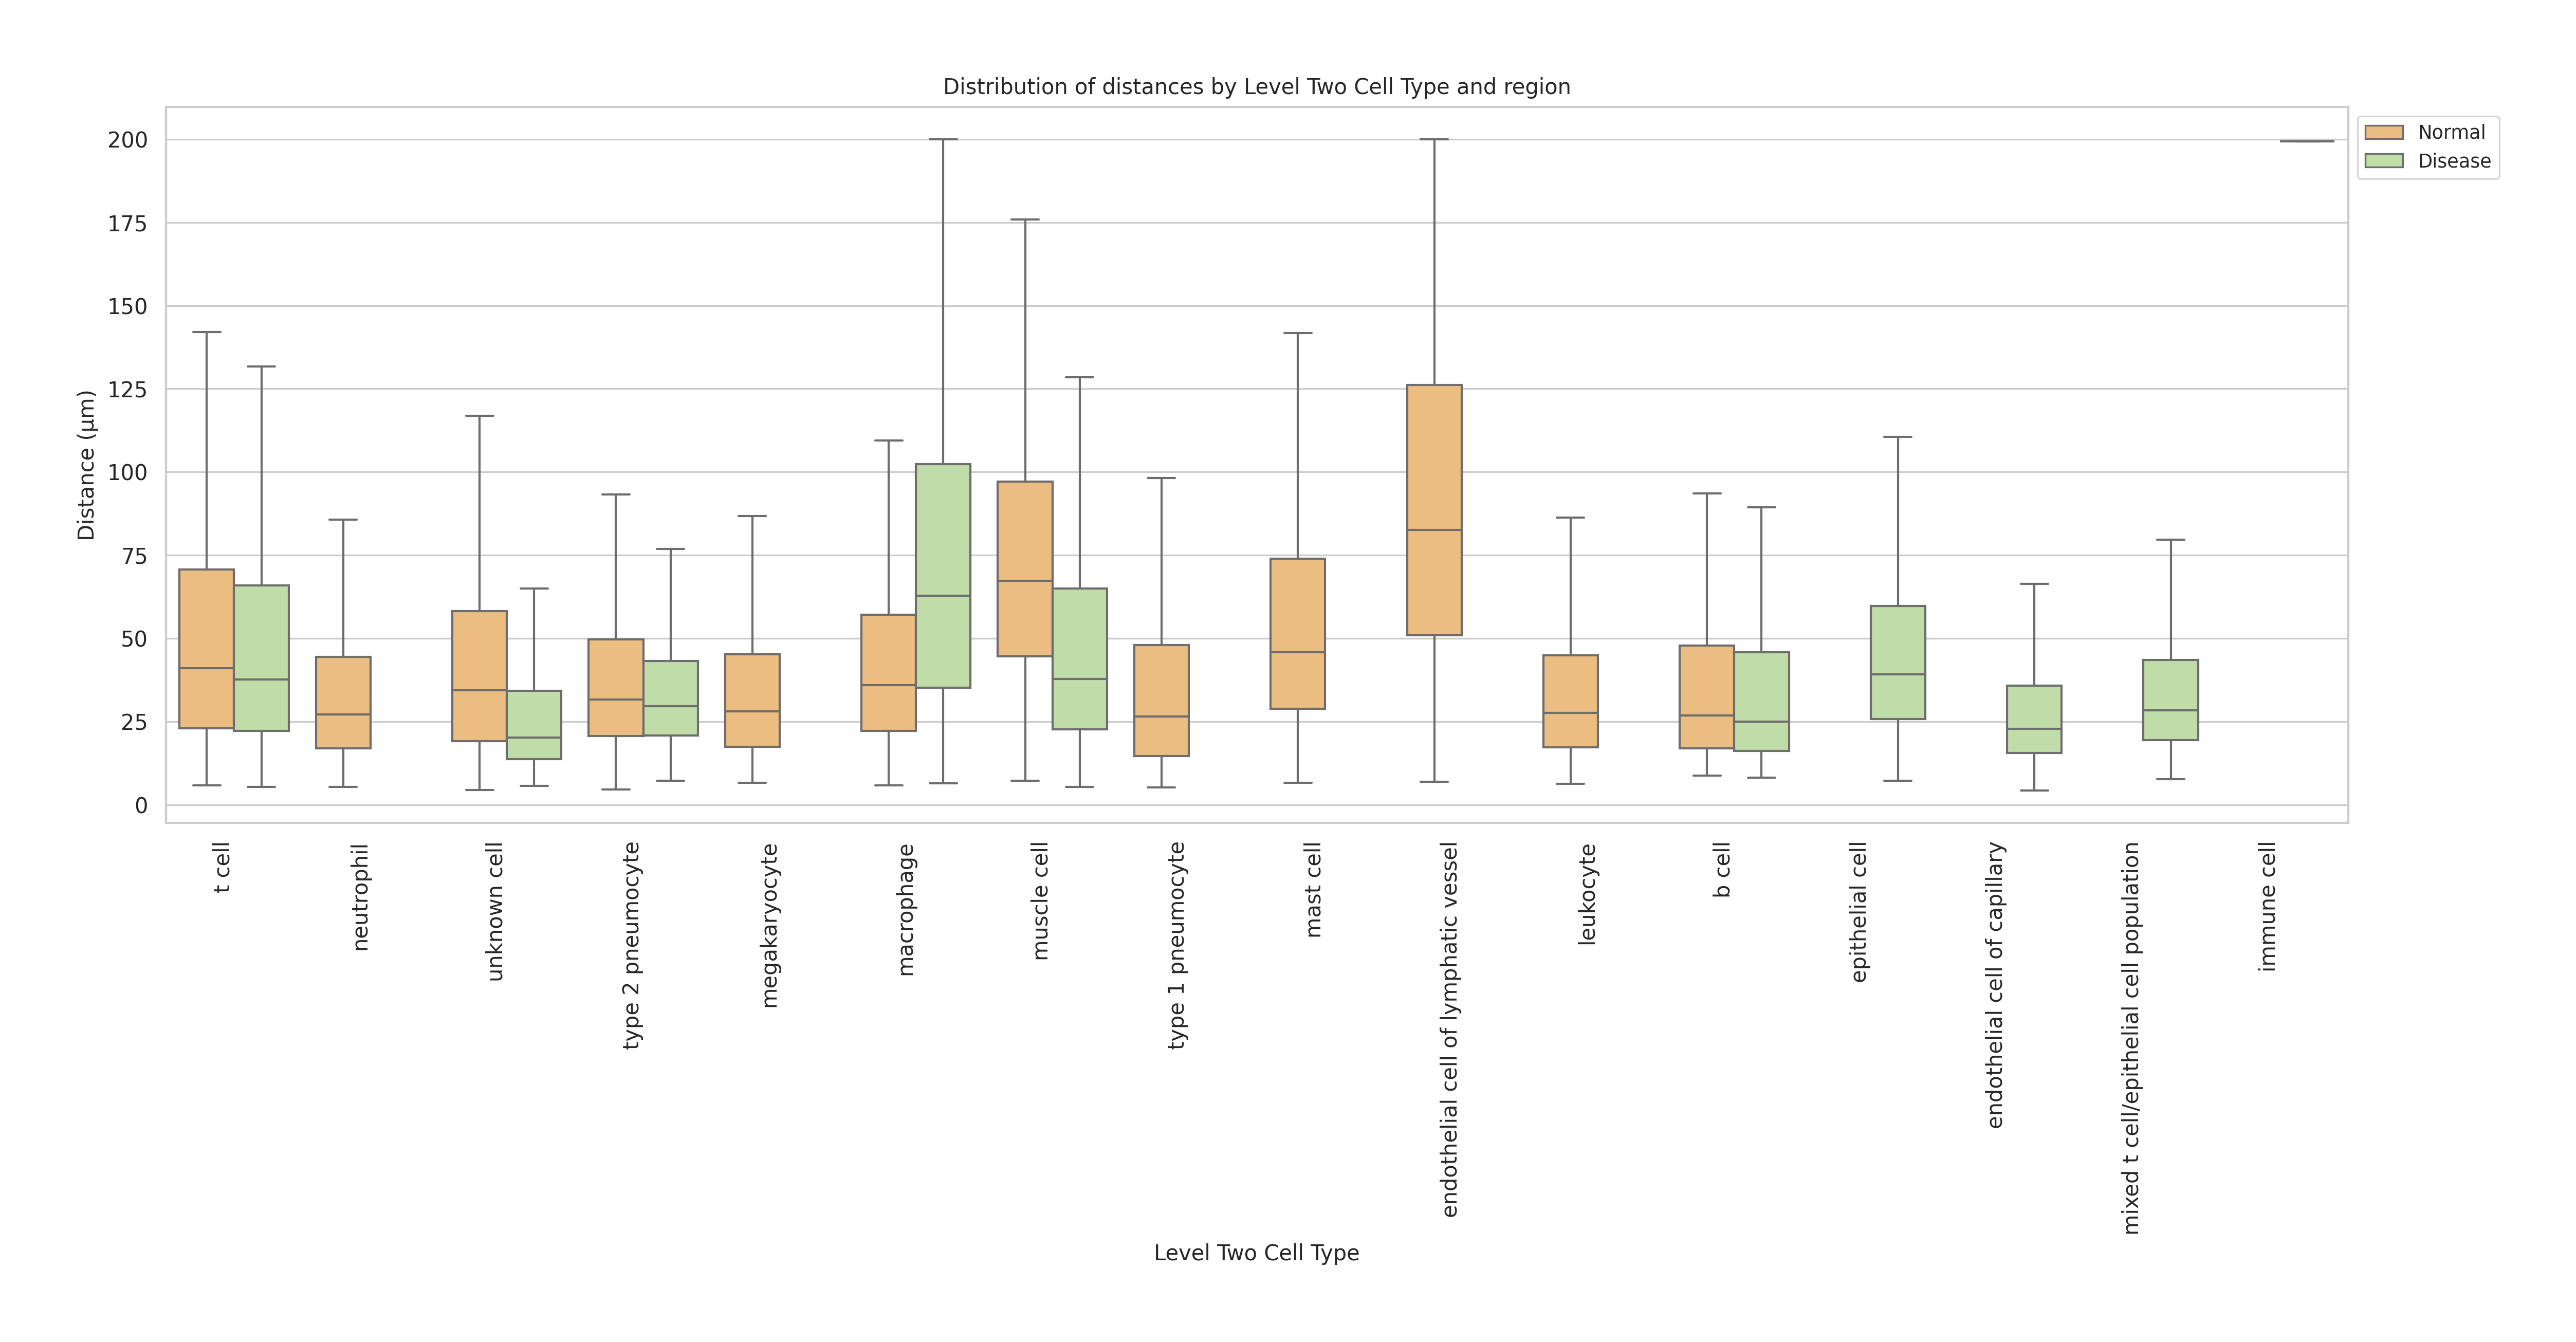 Distribution of distances by Level Two Cell Type and region
Normal
Disease
Distance (μm)
200
175
150
125
100
75
50
25
0
t cell
neutrophil
unknown cell
type 2 pneumocyte
megakaryocyte
macrophage
muscle cell
type 1 pneumocyte
mast cell
endothelial cell of lymphatic vessel
leukocyte
b cell
epithelial cell
endothelial cell of capillary
mixed t cell/epithelial cell population
immune cell
Level Two Cell Type